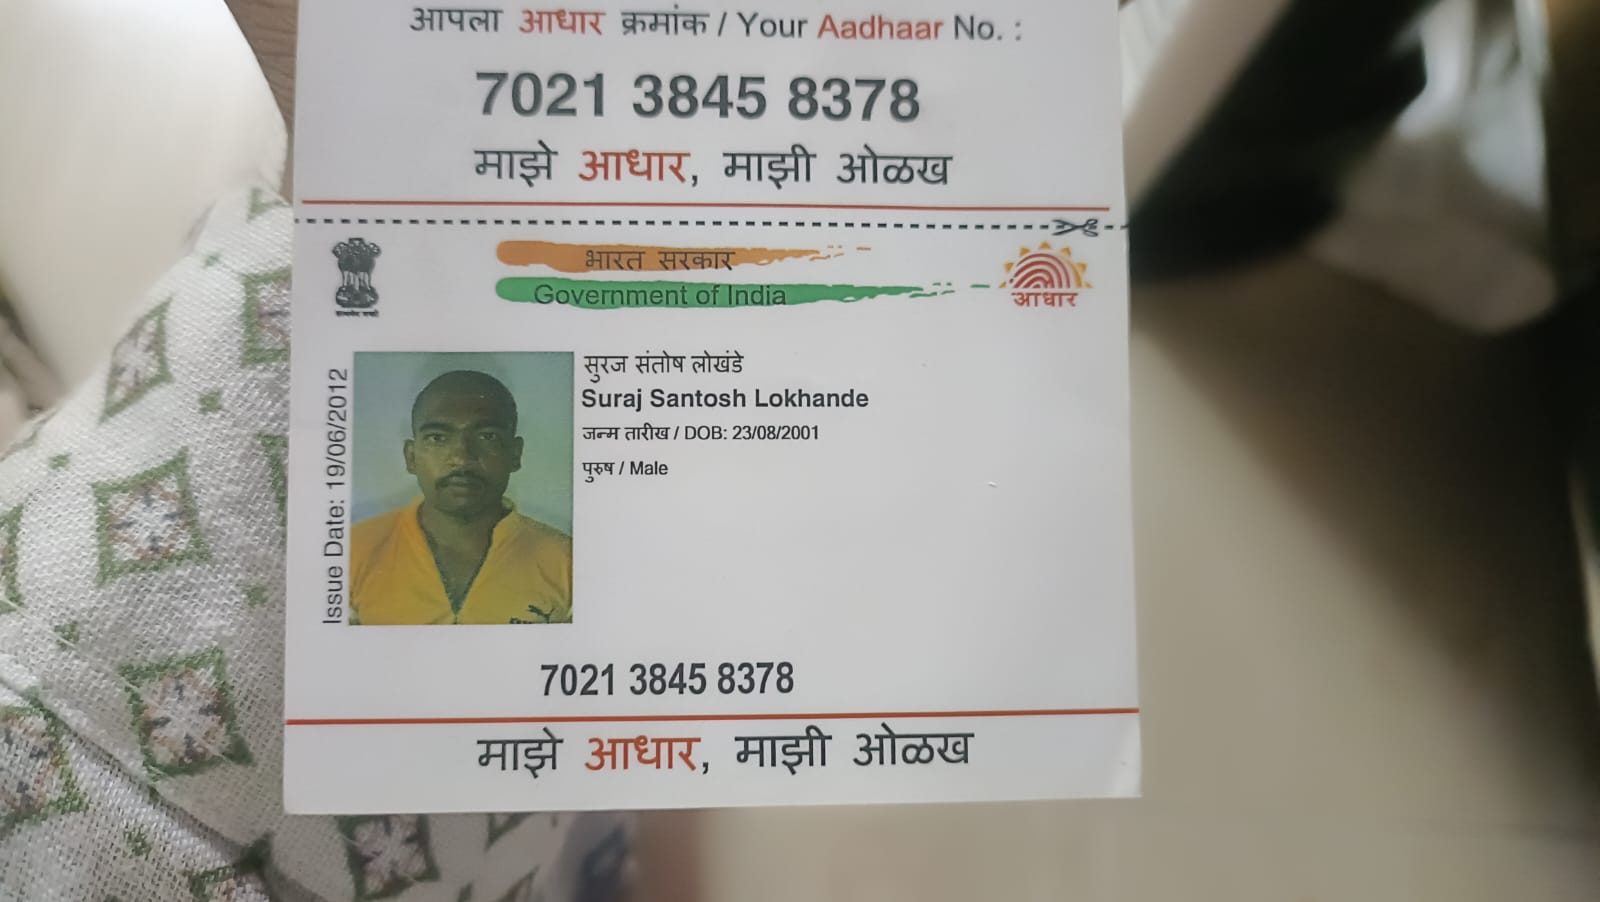 आपला आधार क्रमांक / Your Aadhaar No. :
7021 3845 8378
माझे आधार, माझी ओळख
भारत सरकार
Government of India
आधार
Issue Date: 19/06/2012
सुरज संतोष लोखंडे
Suraj Santosh Lokhande
जन्म तारीख / DOB: 23/08/2001
पुरुष / Male
7021 3845 8378
माझे आधार, माझी ओळख